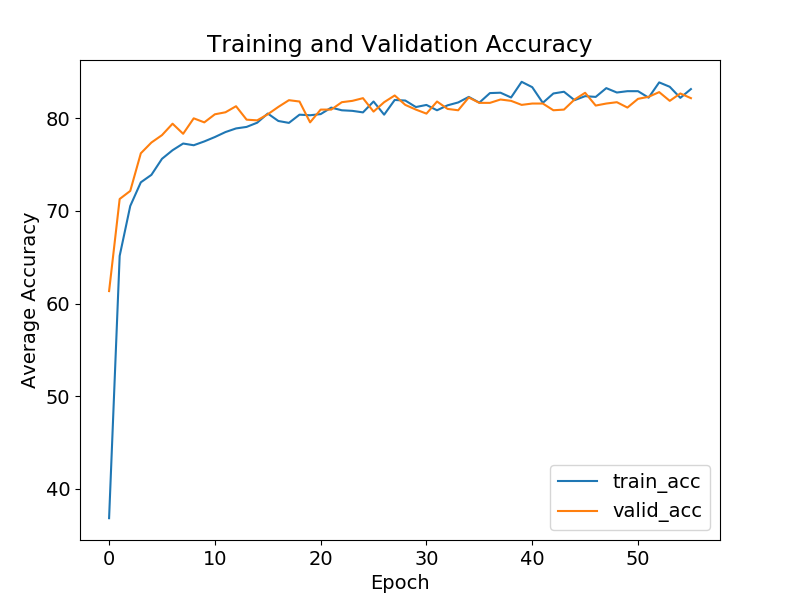 Training and Validation Accuracy
Average Accuracy
80
70
60
50
40
0 10 20 30 40 50
Epoch
train_acc
valid_acc